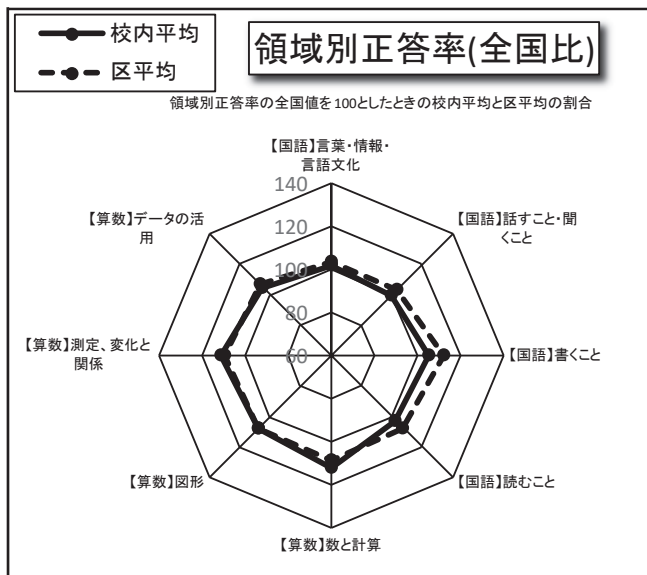 校内平均
区平均
領域別正答率(全国比)
領域別正答率の全国値を100としたときの校内平均と区平均の割合
【国語】言葉・情報・
言語文化
【国語】話すこと・聞
くこと
【国語】書くこと
【国語】読むこと
【算数】数と計算
【算数】図形
【算数】測定、変化と
関係
【算数】データの活
用
140
120
100
80
60